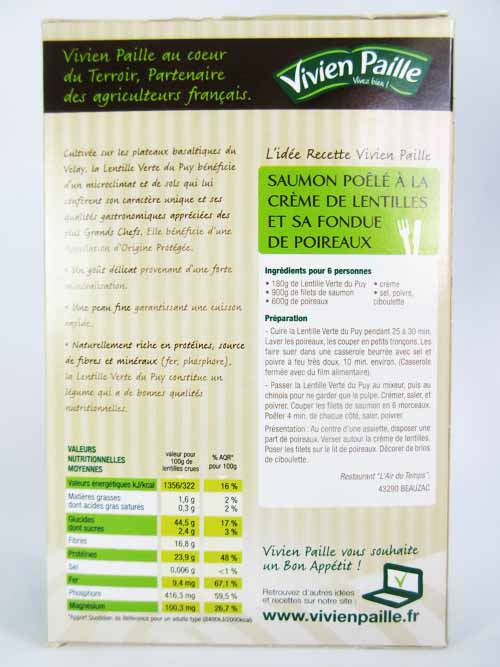 Vivien Paille au coeur
du Terroir, Partenaire
des agriculteurs français.
Vivien Paille
Vivez bien !
Cultivée sur les plateaux basaltiques du
Velay, la Lentille Verte du Puy bénéficie
d'un microclimat et de sols qui lui
confèrent son caractère unique et ses
qualités gastronomiques appréciées des
plus Grands Chefs. Elle bénéficie d'une
Appellation d'Origine Protégée.
• Un goût délicat provenant d'une forte
minéralisation.
• Une peau fine garantissant une cuisson
rapide.
• Naturellement riche en protéines, source
de fibres et minéraux (fer, phosphore),
la Lentille Verte du Puy constitue un
légume qui a de bonnes qualités
nutritionnelles.
VALEURS
NUTRITIONNELLES
MOYENNES
valeur pour
100g de
lentilles crues
% AQR*
pour 100g
Valeurs énergétiques kJ/kcal 1356/322 16 %
Matières grasses 1,6 g 2 %
dont acides gras saturés 0,3 g 2 %
Glucides 44,5 g 17 %
dont sucres 2,4 g 3 %
Fibres 16,8 g
Protéines 23,9 g 48 %
Sel 0,006 g <1 %
Fer 9,4 mg 67,1 %
Phosphore 416,3 mg 59,5 %
Magnésium 100,3 mg 26,7 %
*Apport Quotidien de Référence pour un adulte type (8400kJ/2000kcal)
L'idée Recette Vivien Paille
SAUMON POÊLÉ À LA
CRÈME DE LENTILLES
ET SA FONDUE
DE POIREAUX
Ingrédients pour 6 personnes
• 180g de Lentille Verte du Puy • crème
• 900g de filets de saumon • sel, poivre,
• 600g de poireaux ciboulette
Préparation
- Cuire la Lentille Verte du Puy pendant 25 à 30 min.
Laver les poireaux, les couper en petits tronçons. Les
faire suer dans une casserole beurrée avec sel et
poivre à feu très doux, 10 min. environ. (Casserole
fermée avec du film alimentaire).
- Passer la Lentille Verte du Puy au mixeur, puis au
chinois pour ne garder que la pulpe. Crémer, saler, et
poivrer. Couper les filets de saumon en 6 morceaux.
Poêler 4 min. de chaque côté, saler, poivrer.
Présentation : Au centre d'une assiette, disposer une
part de poireaux. Verser autour la crème de lentilles.
Poser les filets sur le lit de poireaux. Décorer de brins
de ciboulette.
Restaurant "L'Air du Temps".
43290 BEAUZAC
Vivien Paille vous souhaite
un Bon Appétit !
Retrouvez d'autres idées
et recettes sur notre site :
www.vivienpaille.fr